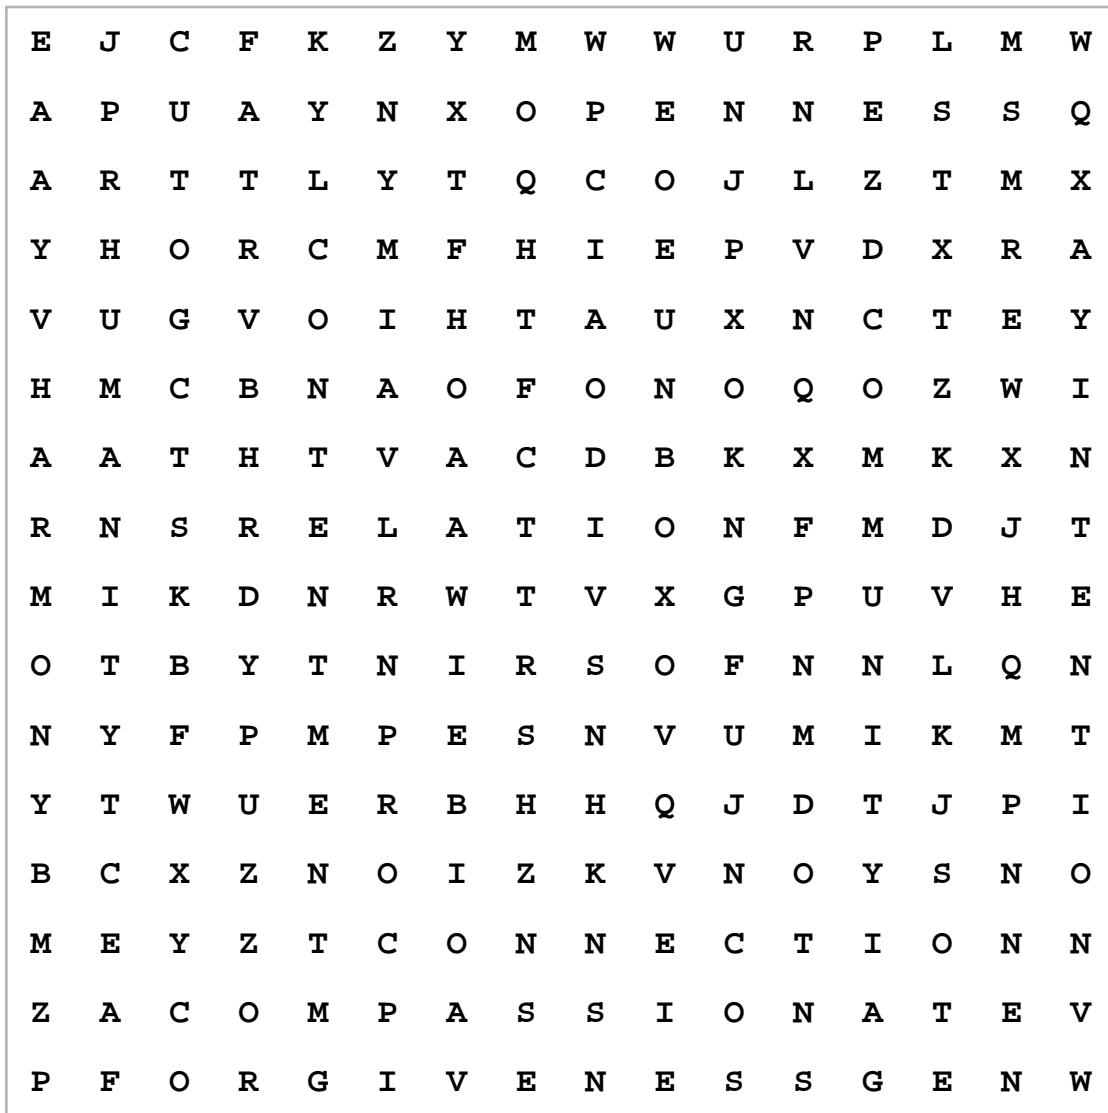 E J C F K Z Y M W W U R P L M W
A P U A Y N X O P E N N E S S Q
A R T T L Y T Q C O J L Z T M X
Y H O R C M F H I E P V D X R A
V U G V O I H T A U X N C T E Y
H M C B N A O F O N O Q O Z W I
A A T H T V A C D B K X M K X N
R N S R E L A T I O N F M D J T
M I K D N R W T V X G P U V H E
O T B Y T N I R S O F N N L Q N
N Y F P M P E S N V U M I K M T
Y T W U E R B H H Q J D T J P I
B C X Z N O I Z K V N O Y S N O
M E Y Z T C O N N E C T I O N N
Z A C O M P A S S I O N A T E V
P F O R G I V E N E S S G E N W